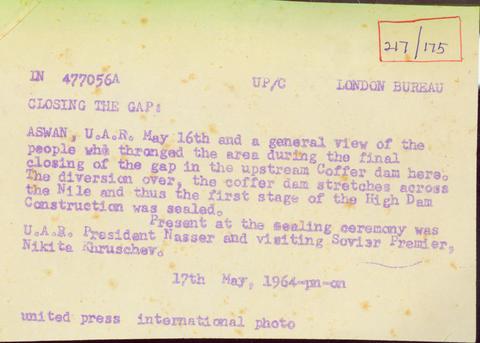 217/175
IN 477056A UP/C LONDON BUREAU
CLOSING THE GAP:
ASWAN, U.A.R. May 16th and a general view of the
people who thronged the area during the final
closing of the gap in the upstream Coffer dam here.
The diversion over, the coffer dam stretches across
the Nile and thus the first stage of the High Dam
Construction was sealed.
Present at the sealing ceremony was
U.A.R. President Nasser and visiting Sovier Premier,
Nikita Khruschev.
17th May, 1964-pn-on
united press international photo